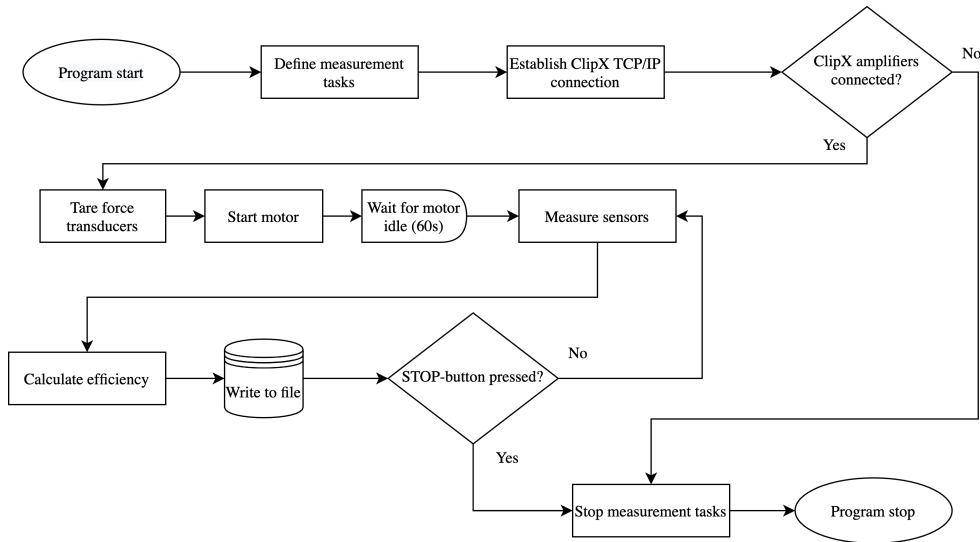 Program start
Define measurement
tasks
Establish ClipX TCP/IP
connection
ClipX amplifiers
connected?
No
Yes
Tare force
transducers
Start motor
Wait for motor
idle (60s)
Measure sensors
Calculate efficiency
Write to file
STOP-button pressed?
No
Yes
Stop measurement tasks
Program stop